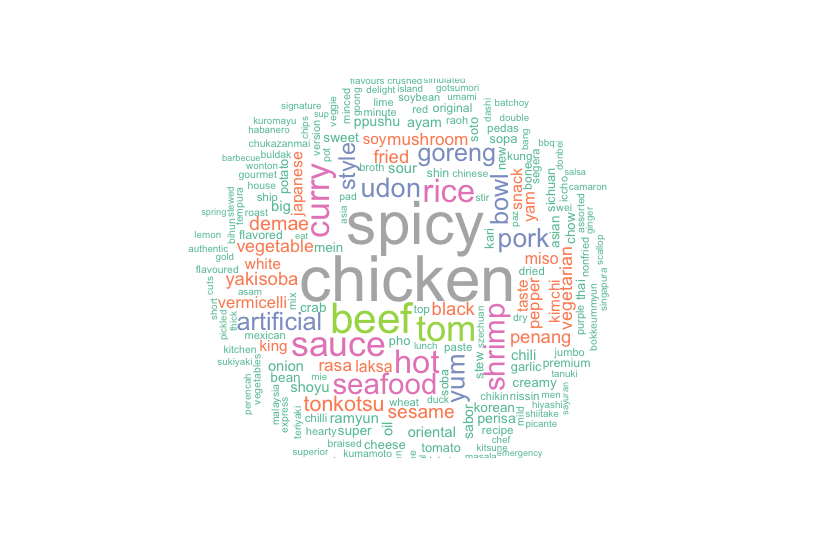 flavours crushed simulated
delight island gotsumori
signature minced goong lime soybean umami dashi batchoy
kuromayu sup veggie minute red original double
habanero chips version ppushu ayam raoh soto pedas bang
chukazanmai sweet soymushroom sopa bbq donbei
barbecue buldak potato japanese pot style fried sour goreng new kung segera salsa
wonton broth shin chinese bowl snack bone sichuan camaron
gourmet house ship curry pad udon rice stir yam iccho wei assorted
springy stewed tempura roast big asia spicy paz asian chow ginger
lemon bihun flavored demae eat kari pork vegetarian nonfried scallop
authentic vegetable mein miso thai singapura
gold white chicken dried taste kimchi purple bokkeummyun
flavoured yakisoba asam pepper
cuts short vermicelli mix crab beef top black dry
pickled thick artificial tom szechuan shrimp penang
mexican sauce pho lunch paste
kitchen king hot yum stew chili jumbo
sukiyaki rasa laksa soba garlic premium
vegetables onion seafood creamy tanuki
perencah bean mie duck chikin nissin men sayuran
malaysia shoyu tonkotsu wheat sesame korean mild hiyashi
express teriyaki chilli ramyun sabor perisa shiitake
hearty super oil oriental recipe picante
braised cheese tomato chef
superior kumamoto kitsune emergency
masala